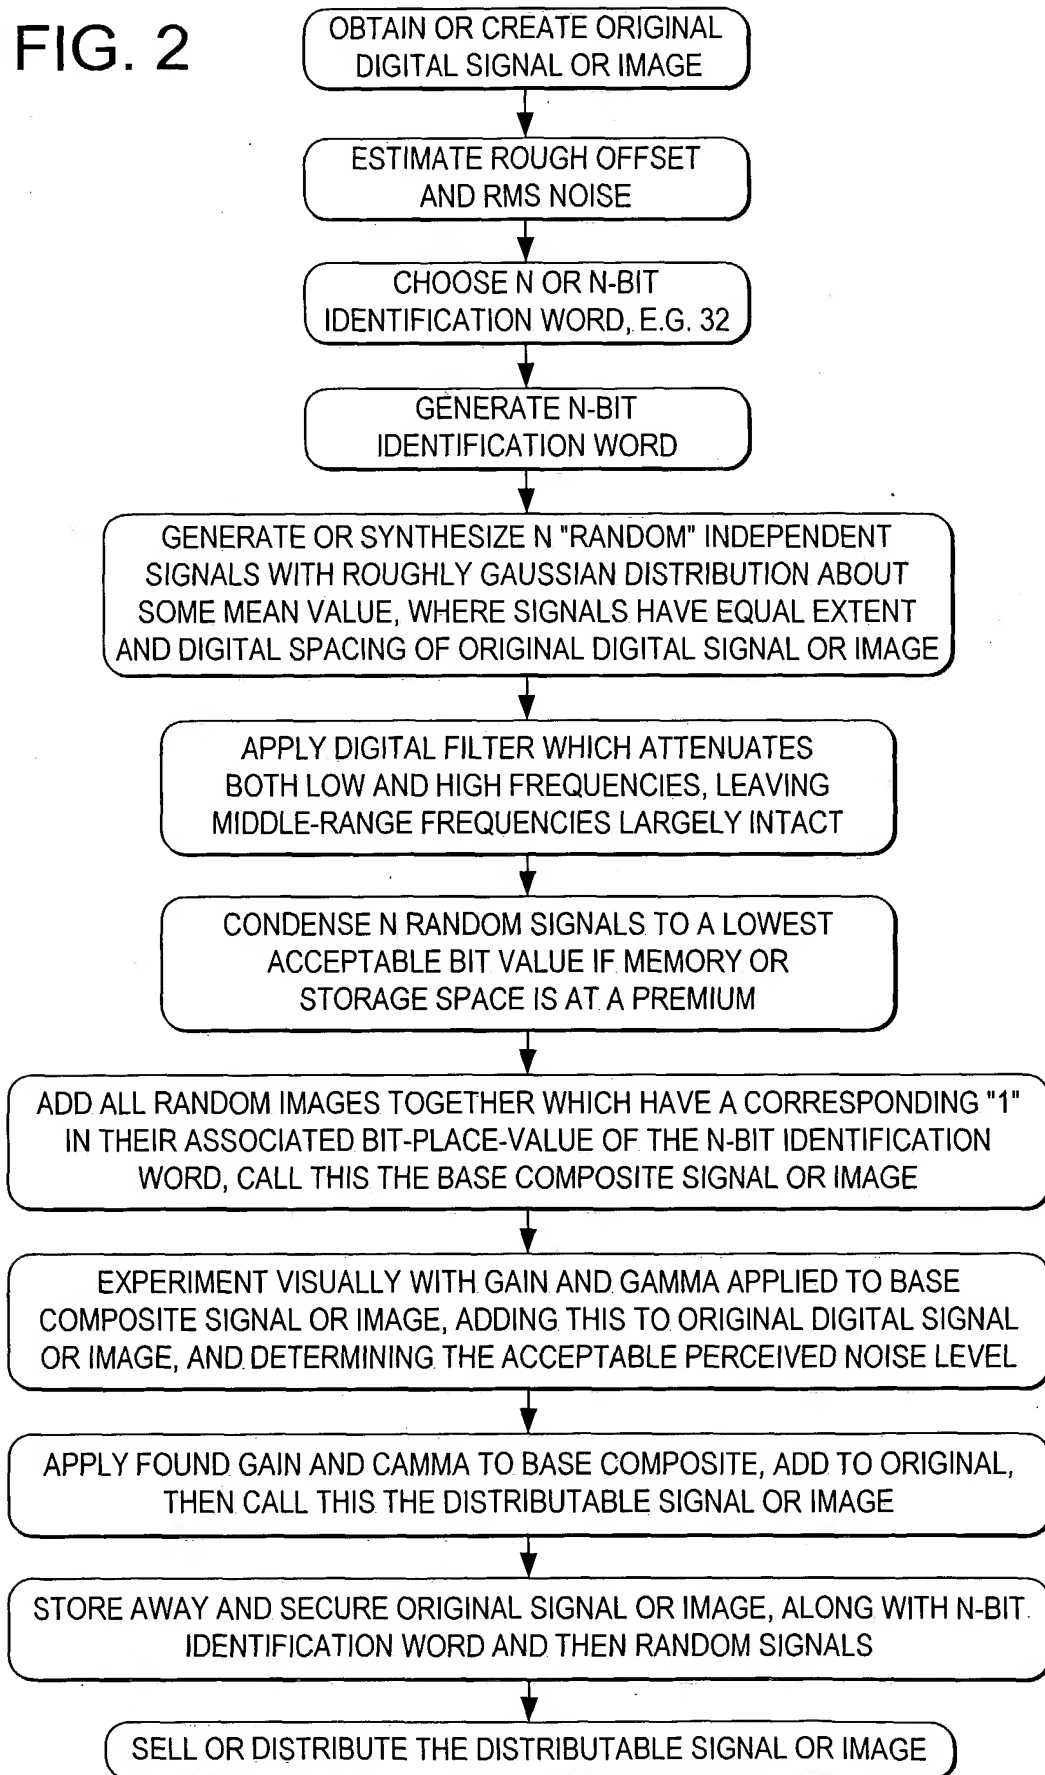 FIG. 2
OBTAIN OR CREATE ORIGINAL
DIGITAL SIGNAL OR IMAGE
ESTIMATE ROUGH OFFSET
AND RMS NOISE
CHOOSE N OR N-BIT
IDENTIFICATION WORD, E.G. 32
GENERATE N-BIT
IDENTIFICATION WORD
GENERATE OR SYNTHESIZE N "RANDOM" INDEPENDENT
SIGNALS WITH ROUGHLY GAUSSIAN DISTRIBUTION ABOUT
SOME MEAN VALUE, WHERE SIGNALS HAVE EQUAL EXTENT
AND DIGITAL SPACING OF ORIGINAL DIGITAL SIGNAL OR IMAGE
APPLY DIGITAL FILTER WHICH ATTENUATES
BOTH LOW AND HIGH FREQUENCIES, LEAVING
MIDDLE-RANGE FREQUENCIES LARGELY INTACT
CONDENSE N RANDOM SIGNALS TO A LOWEST
ACCEPTABLE BIT VALUE IF MEMORY OR
STORAGE SPACE IS AT A PREMIUM
ADD ALL RANDOM IMAGES TOGETHER WHICH HAVE A CORRESPONDING "1"
IN THEIR ASSOCIATED BIT-PLACE-VALUE OF THE N-BIT IDENTIFICATION
WORD, CALL THIS THE BASE COMPOSITE SIGNAL OR IMAGE
EXPERIMENT VISUALLY WITH GAIN AND GAMMA APPLIED TO BASE
COMPOSITE SIGNAL OR IMAGE, ADDING THIS TO ORIGINAL DIGITAL SIGNAL
OR IMAGE, AND DETERMINING THE ACCEPTABLE PERCEIVED NOISE LEVEL
APPLY FOUND GAIN AND CAMMA TO BASE COMPOSITE, ADD TO ORIGINAL,
THEN CALL THIS THE DISTRIBUTABLE SIGNAL OR IMAGE
STORE AWAY AND SECURE ORIGINAL SIGNAL OR IMAGE, ALONG WITH N-BIT
IDENTIFICATION WORD AND THEN RANDOM SIGNALS
SELL OR DISTRIBUTE THE DISTRIBUTABLE SIGNAL OR IMAGE